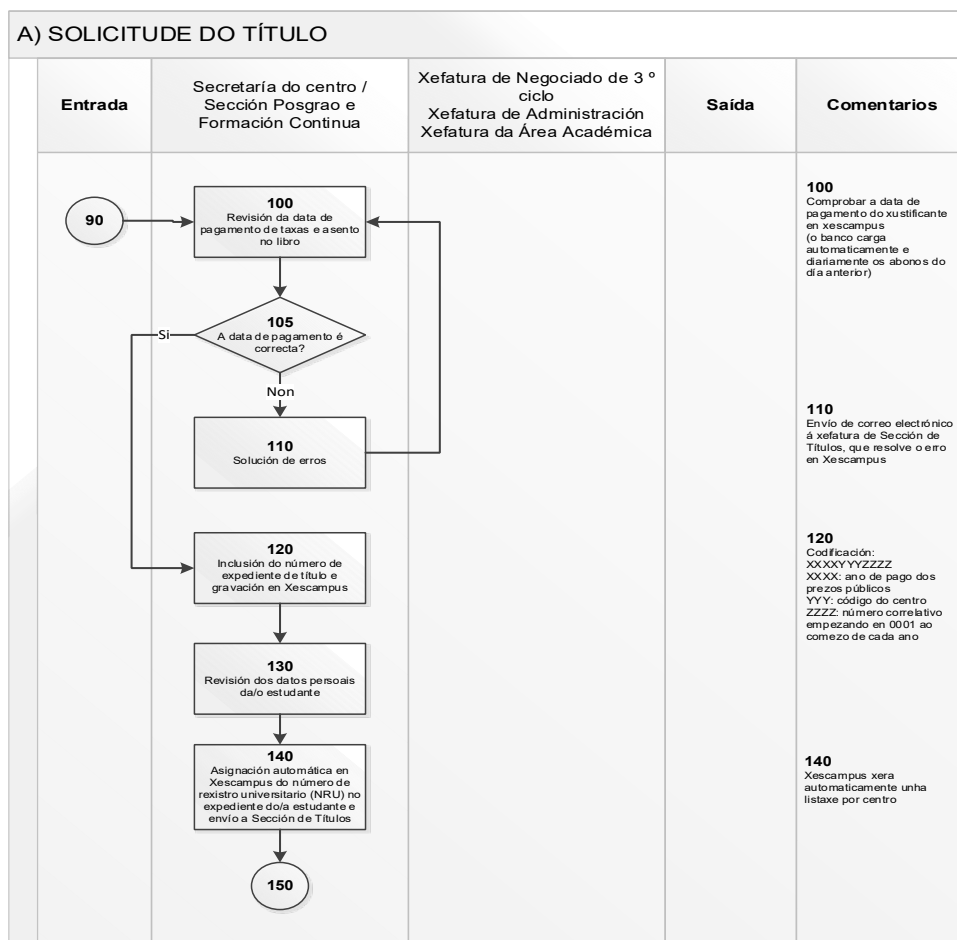 A) SOLICITUDE DO TÍTULO
Entrada
Secretaría do centro /
Sección Posgrao e
Formación Continua
Xefatura de Negociado de 3 º
ciclo
Xefatura de Administración
Xefatura da Área Académica
Saída
Comentarios
90
100
Revisión da data de
pagamento de taxas e asento
no libro
100
Comprobar a data de
pagamento do xustificante
en xescampus
(o banco carga
automaticamente e
diariamente os abonos do
día anterior)
105
A data de pagamento é
correcta?
Si
Non
110
Solución de erros
110
Envío de correo electrónico
á xefatura de Sección de
Títulos, que resolve o erro
en Xescampus
120
Inclusión do número de
expediente de título e
gravación en Xescampus
120
Codificación:
XXXXYYYZZZZ
XXXX: ano de pago dos
prezos públicos
YYY: código do centro
ZZZZ: número correlativo
empezando en 0001 ao
comezo de cada ano
130
Revisión dos datos persoais
da/o estudante
140
Asignación automática en
Xescampus do número de
rexistro universitario (NRU) no
expediente do/a estudante e
envío a Sección de Títulos
140
Xescampus xera
automaticamente unha
listaxe por centro
150